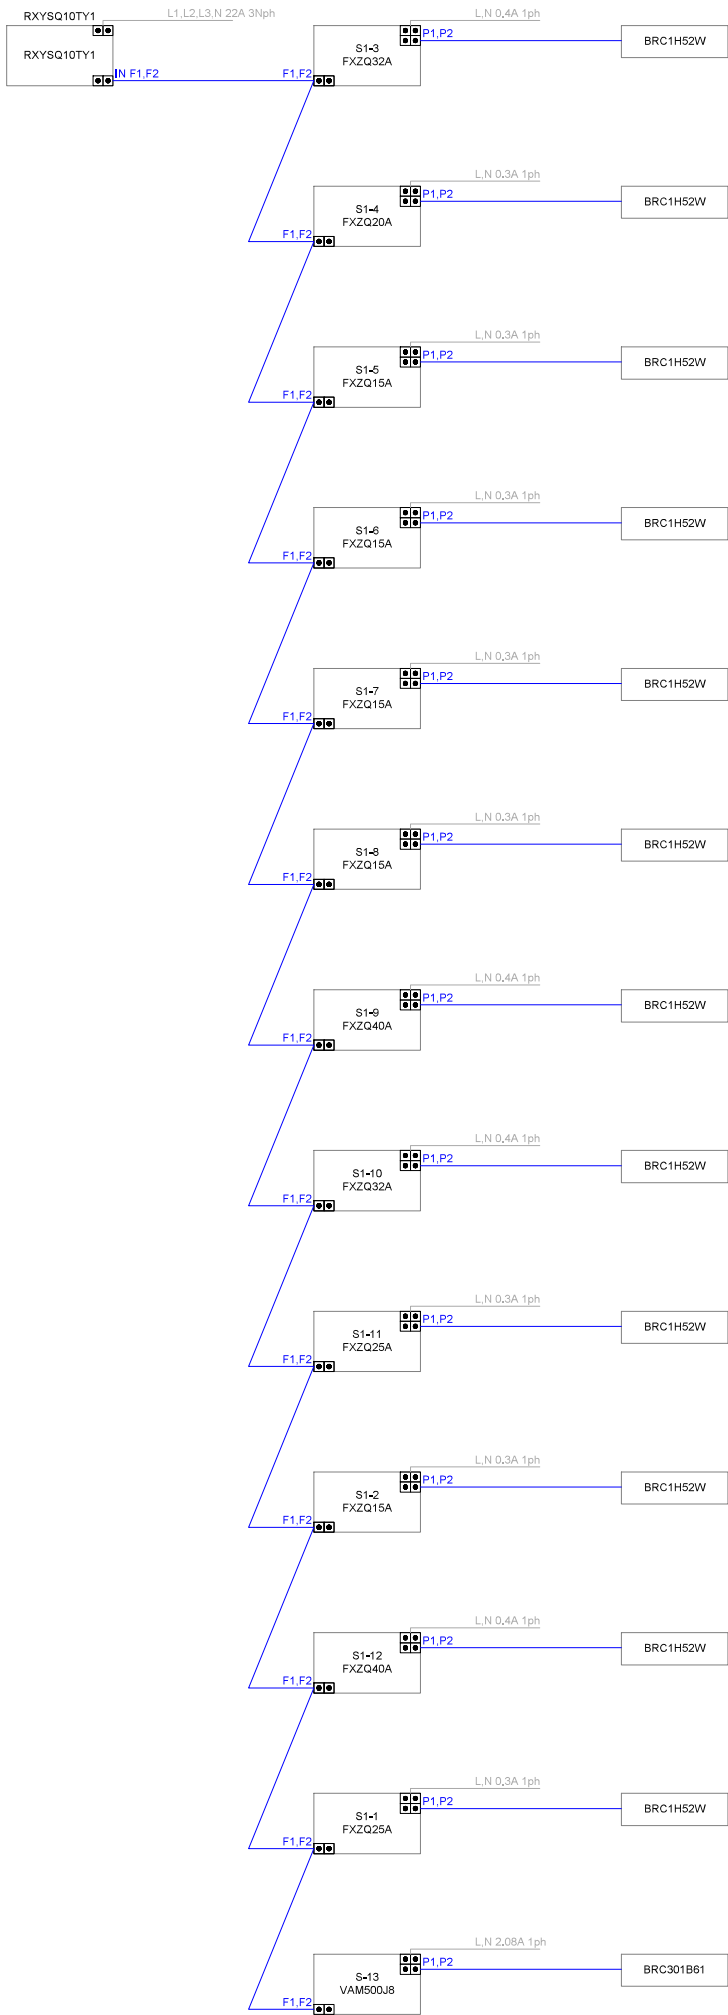 RXYSQ10TY1
L1,L2,L3,N 22A 3Nph
RXYSQ10TY1
IN F1,F2
F1,F2
S1-3
FXZQ32A
L,N 0.4A 1ph
P1,P2
BRC1H52W
F1,F2
S1-4
FXZQ20A
L,N 0.3A 1ph
P1,P2
BRC1H52W
F1,F2
S1-5
FXZQ15A
L,N 0.3A 1ph
P1,P2
BRC1H52W
F1,F2
S1-6
FXZQ15A
L,N 0.3A 1ph
P1,P2
BRC1H52W
F1,F2
S1-7
FXZQ15A
L,N 0.3A 1ph
P1,P2
BRC1H52W
F1,F2
S1-8
FXZQ15A
L,N 0.3A 1ph
P1,P2
BRC1H52W
F1,F2
S1-9
FXZQ40A
L,N 0.4A 1ph
P1,P2
BRC1H52W
F1,F2
S1-10
FXZQ32A
L,N 0.4A 1ph
P1,P2
BRC1H52W
F1,F2
S1-11
FXZQ25A
L,N 0.3A 1ph
P1,P2
BRC1H52W
F1,F2
S1-2
FXZQ15A
L,N 0.3A 1ph
P1,P2
BRC1H52W
F1,F2
S1-12
FXZQ40A
L,N 0.4A 1ph
P1,P2
BRC1H52W
F1,F2
S1-1
FXZQ25A
L,N 0.3A 1ph
P1,P2
BRC1H52W
F1,F2
S-13
VAM500J8
L,N 2.08A 1ph
P1,P2
BRC301B61